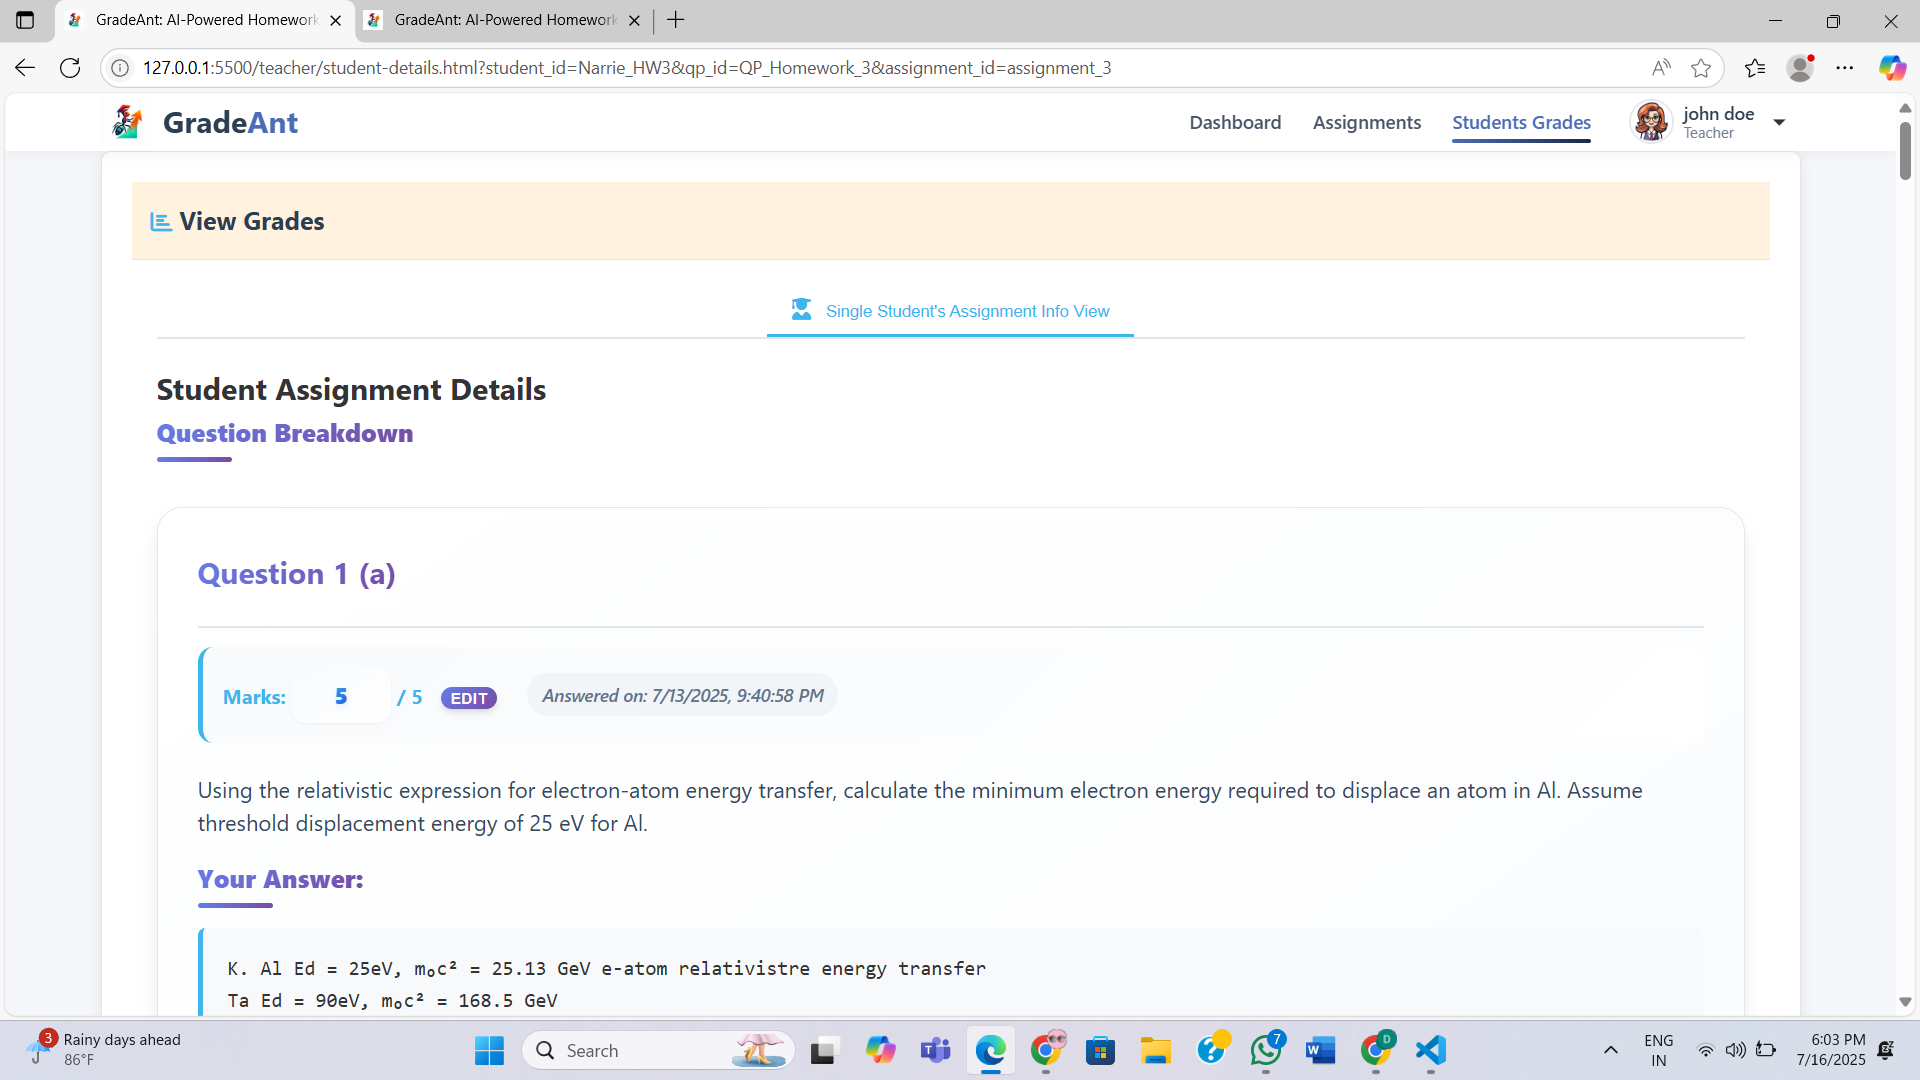 GradeAnt: AI-Powered Homework
GradeAnt: AI-Powered Homework
127.0.0.1:5500/teacher/student-details.html?student_id=Narrie_HW3&qp_id=QP_Homework_3&assignment_id=assignment_3
GradeAnt
Dashboard
Assignments
Students Grades
john doe
Teacher
View Grades
Single Student's Assignment Info View
Student Assignment Details
Question Breakdown
Question 1 (a)
Marks: 5 / 5 EDIT Answered on: 7/13/2025, 9:40:58 PM
Using the relativistic expression for electron-atom energy transfer, calculate the minimum electron energy required to displace an atom in Al. Assume
threshold displacement energy of 25 eV for Al.
Your Answer:
K. Al Ed = 25eV, m₀c² = 25.13 GeV e-atom relativistre energy transfer
Ta Ed = 90eV, m₀c² = 168.5 GeV
3
Rainy days ahead
86°F
Search
7
D
ENG
IN
6:03 PM
7/16/2025